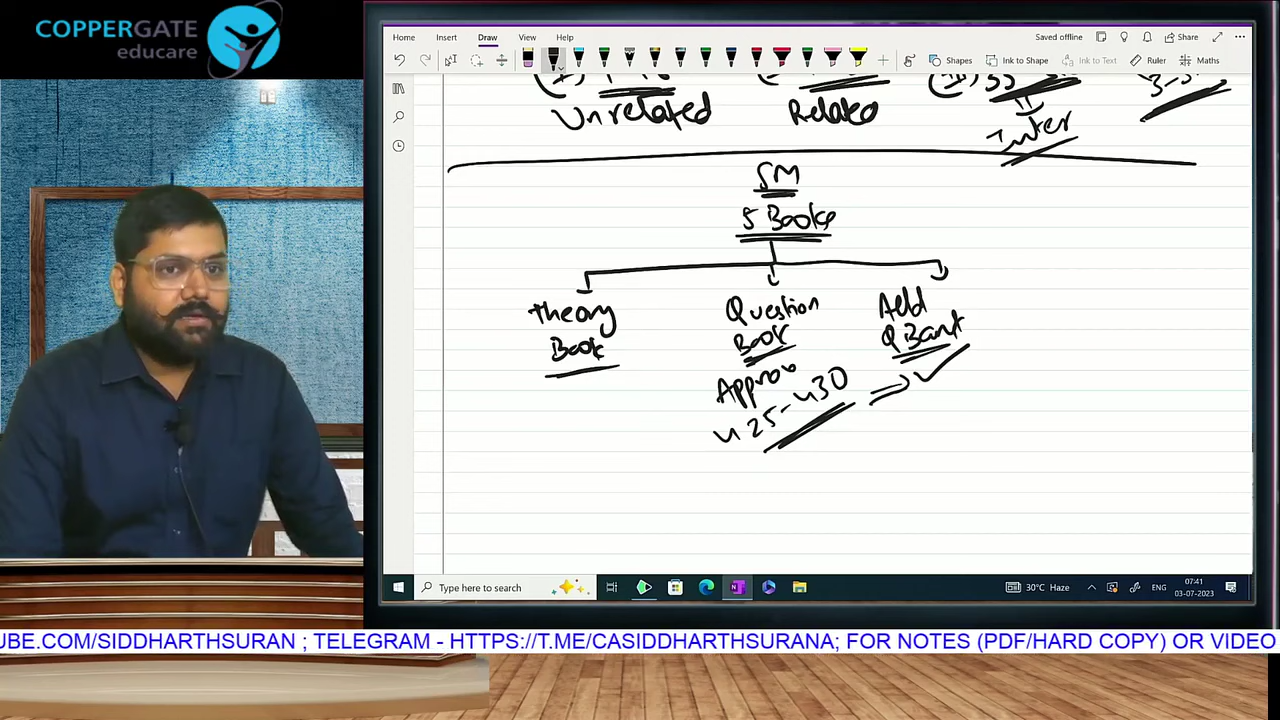 COPPERGATE
educare
Home Insert Draw View Help
Saved offline
Share
Shapes
Ink to Shape
Ink to Text
Ruler
Replay
Maths
Unrelated Related
Inter
SM
5 Books
Theory Question Add
Book Book QBank
Approx
425-430
Type here to search
30°C Haze
ENG
07:41
03-07-2023
UBE.COM/SIDDHARTHSURAN ; TELEGRAM - HTTPS://T.ME/CASIDDHARTHSURANA; FOR NOTES (PDF/HARD COPY) OR VIDEO